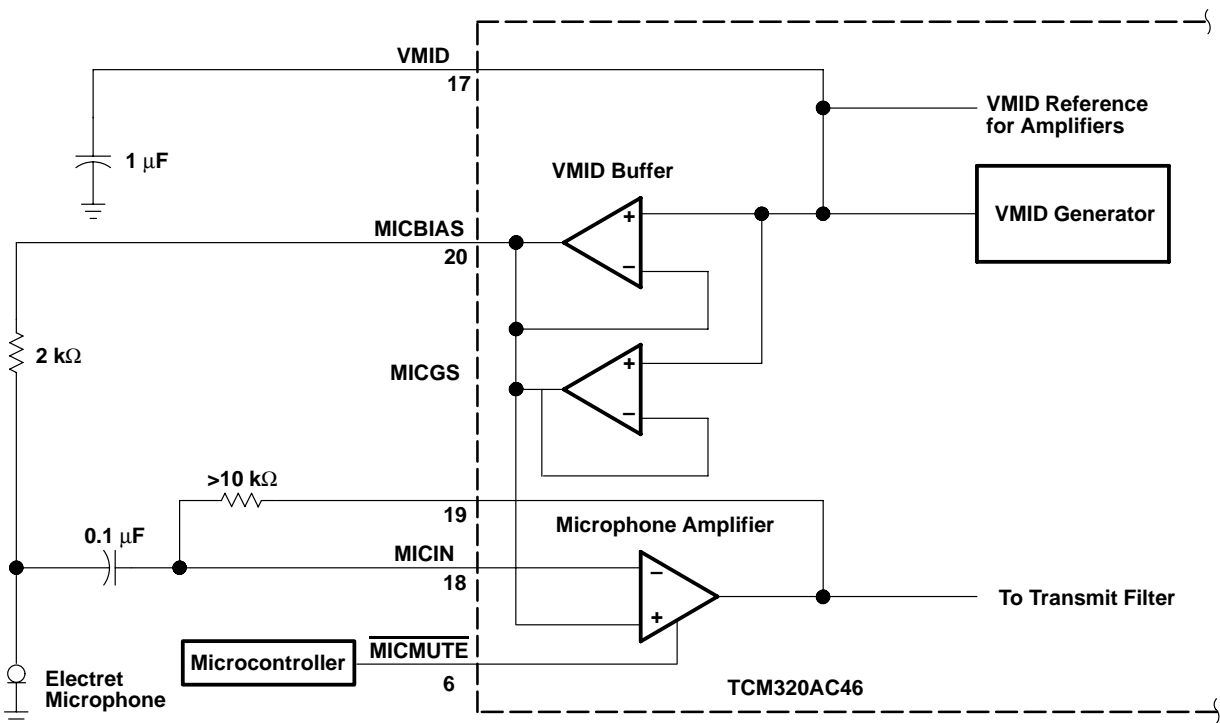 VMID
17
VMID Reference
for Amplifiers
1 μF
VMID Buffer
VMID Generator
+
MICBIAS
20
–
2 kΩ
MICGS
+
–
>10 kΩ
19
Microphone Amplifier
0.1 μF
MICIN
18
–
+
To Transmit Filter
MICMUTE
Microcontroller
6
Electret
Microphone
TCM320AC46